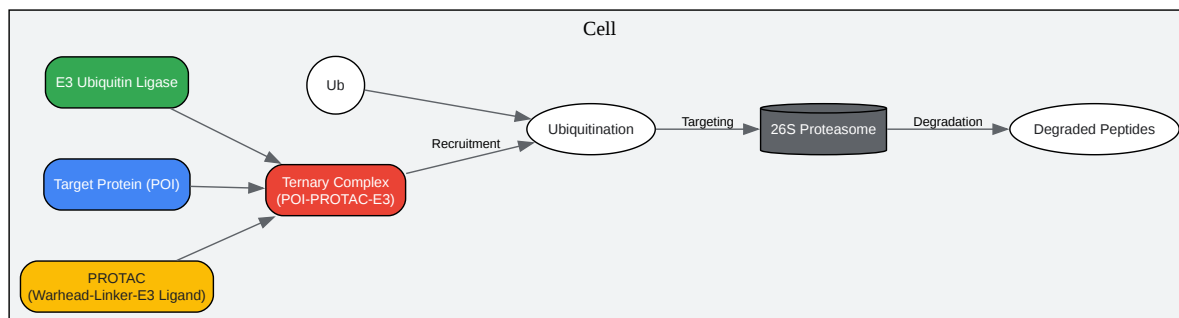 Cell
E3 Ubiquitin Ligase
Ub
Target Protein (POI)
PROTAC
(Warhead-Linker-E3 Ligand)
Ternary Complex
(POI-PROTAC-E3)
Recruitment
Ubiquitination
Targeting
26S Proteasome
Degradation
Degraded Peptides